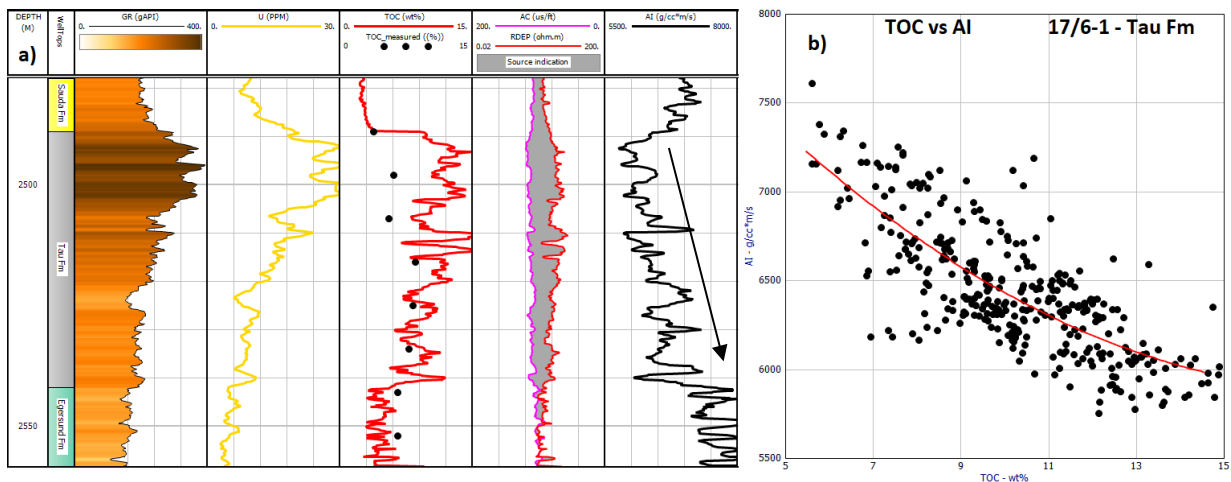 DEPTH
(M)
WellTops
GR (gAPI)
0. 400.
U (PPM)
0. 30.
TOC (wt%)
0. 15.
TOC_measured ((%))
0 15
AC (us/ft)
200. 0.
RDEP (ohm.m)
0.02 200.
Source indication
AI (g/cc*m/s)
5500. 8000.
a)
Sauda Fm
Tau Fm
Egersund Fm
2500
2550
b)
TOC vs AI 17/6-1 - Tau Fm
8000
7500
7000
6500
6000
5500
AI - g/cc*m/s
5 7 9 11 13 15
TOC - wt%